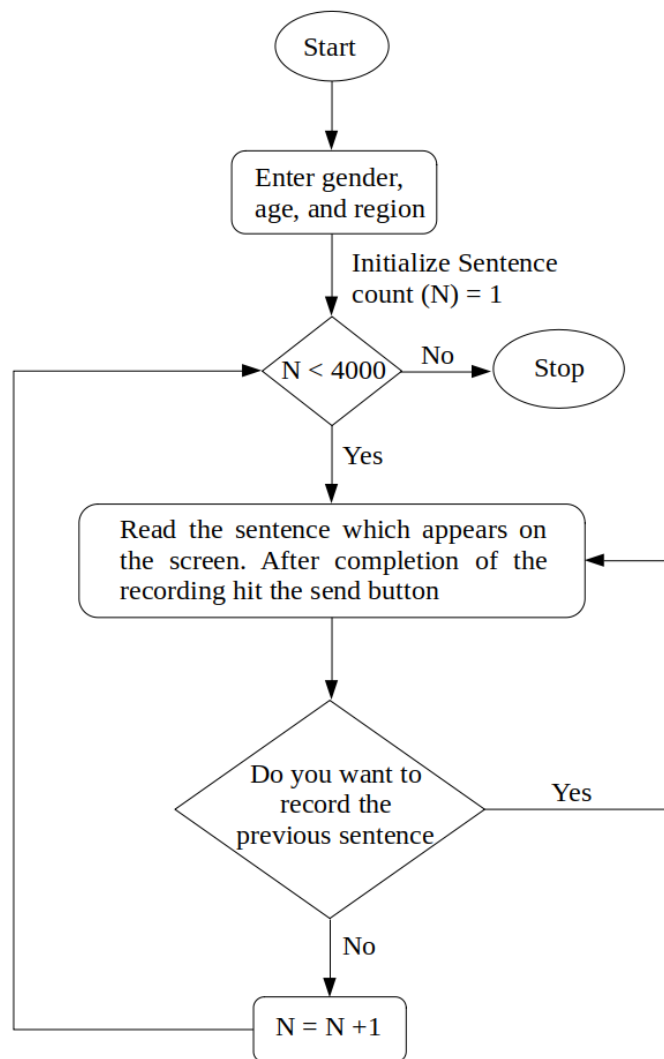 Start
Enter gender,
age, and region
Initialize Sentence
count (N) = 1
N < 4000
No
Stop
Yes
Read the sentence which appears on
the screen. After completion of the
recording hit the send button
Do you want to
record the
previous sentence
Yes
No
N = N +1